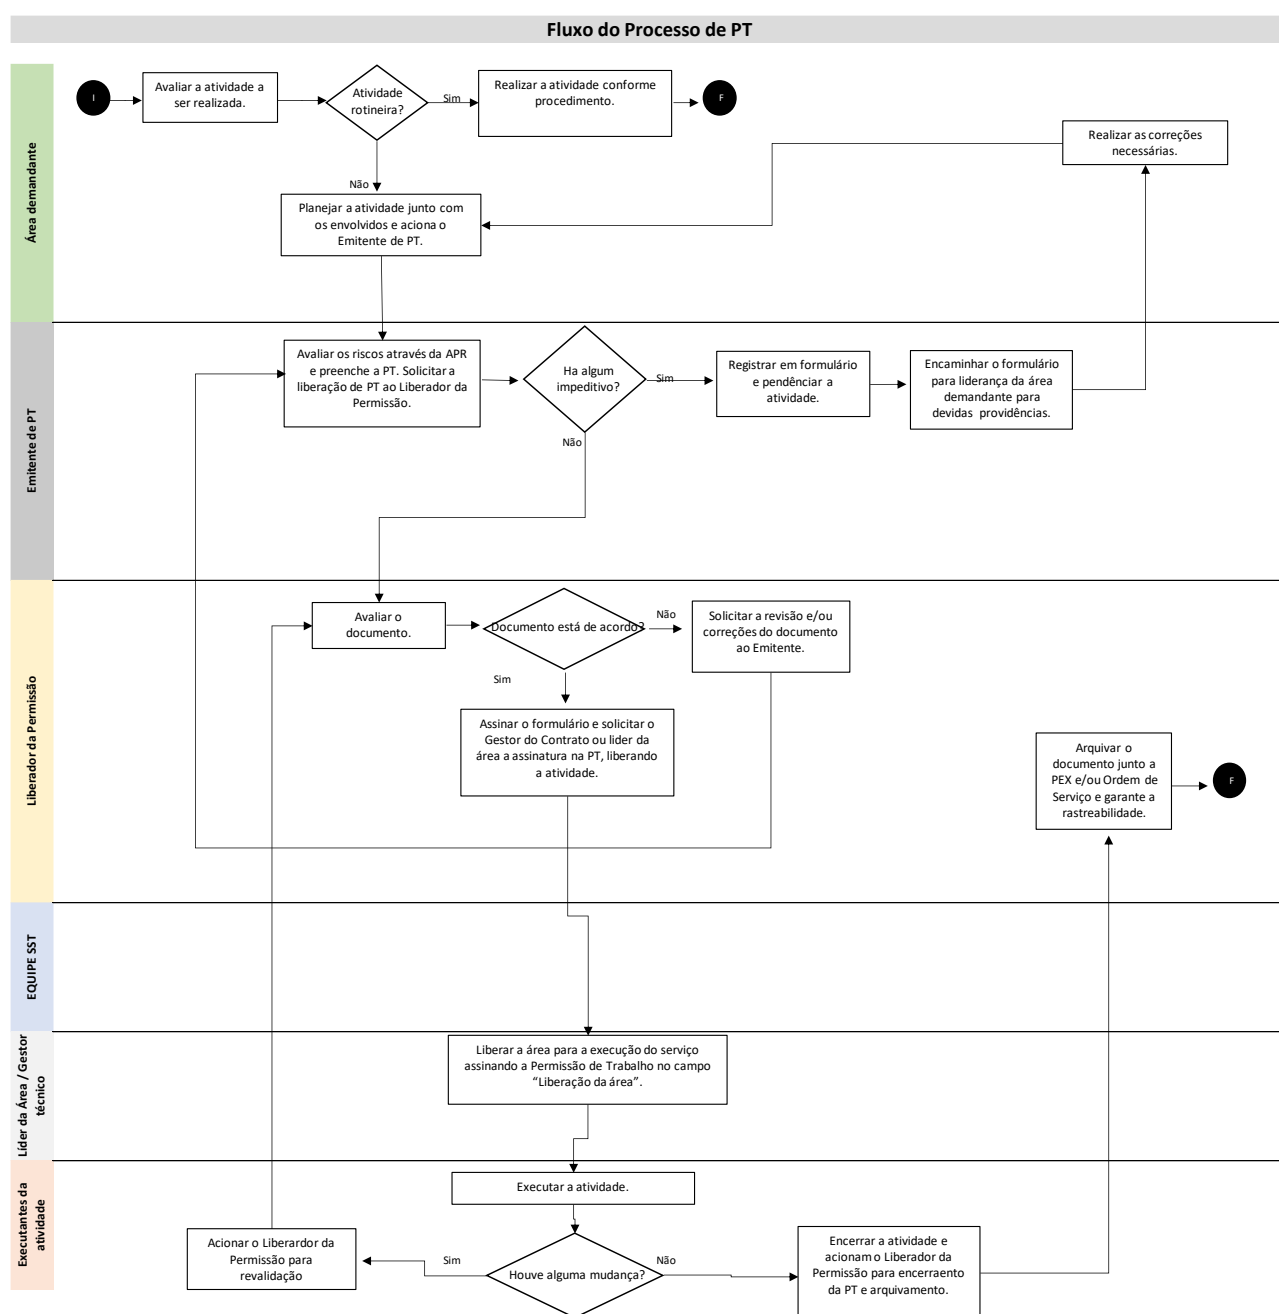 Fluxo do Processo de PT
Área demandante
I
Avaliar a atividade a
ser realizada.
Atividade
rotineira?
Sim
Realizar a atividade conforme
procedimento.
F
Não
Planejar a atividade junto com
os envolvidos e aciona o
Emitente de PT.
Realizar as correções
necessárias.
Emitente de PT
Avaliar os riscos através da APR
e preenche a PT. Solicitar a
liberação de PT ao Liberador da
Permissão.
Ha algum
impeditivo?
Sim
Não
Registrar em formulário
e pendênciar a
atividade.
Encaminhar o formulário
para liderança da área
demandante para
devidas providências.
Liberador da Permissão
Avaliar o
documento.
Documento está de acordo?
Não
Sim
Solicitar a revisão e/ou
correções do documento
ao Emitente.
Assinar o formulário e solicitar o
Gestor do Contrato ou lider da
área a assinatura na PT, liberando
a atividade.
Arquivar o
documento junto a
PEX e/ou Ordem de
Serviço e garante a
rastreabilidade.
F
EQUIPE SST
Líder da Área / Gestor
técnico
Liberar a área para a execução do serviço
assinando a Permissão de Trabalho no campo
“Liberação da área”.
Executantes da
atividade
Executar a atividade.
Houve alguma mudança?
Sim
Não
Acionar o Liberardor da
Permissão para
revalidação
Encerrar a atividade e
acionam o Liberador da
Permissão para encerraento
da PT e arquivamento.